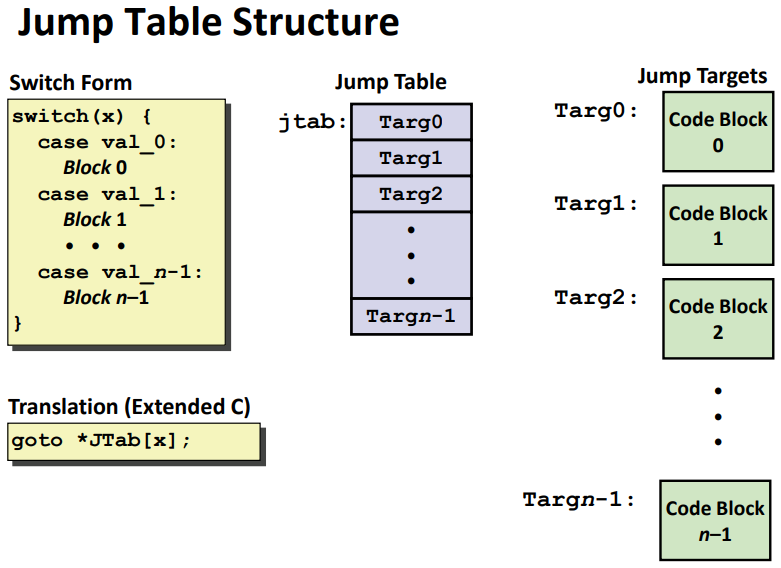 Jump Table Structure
Switch Form
switch(x) {
case val_0:
Block 0
case val_1:
Block 1
• • •
case val_n-1:
Block n–1
}
Translation (Extended C)
goto *JTab[x];
Jump Table
jtab:
Targ0
Targ1
Targ2
•
•
•
Targn-1
Jump Targets
Targ0:
Code Block
0
Targ1:
Code Block
1
Targ2:
Code Block
2
•
•
•
Targn-1:
Code Block
n–1